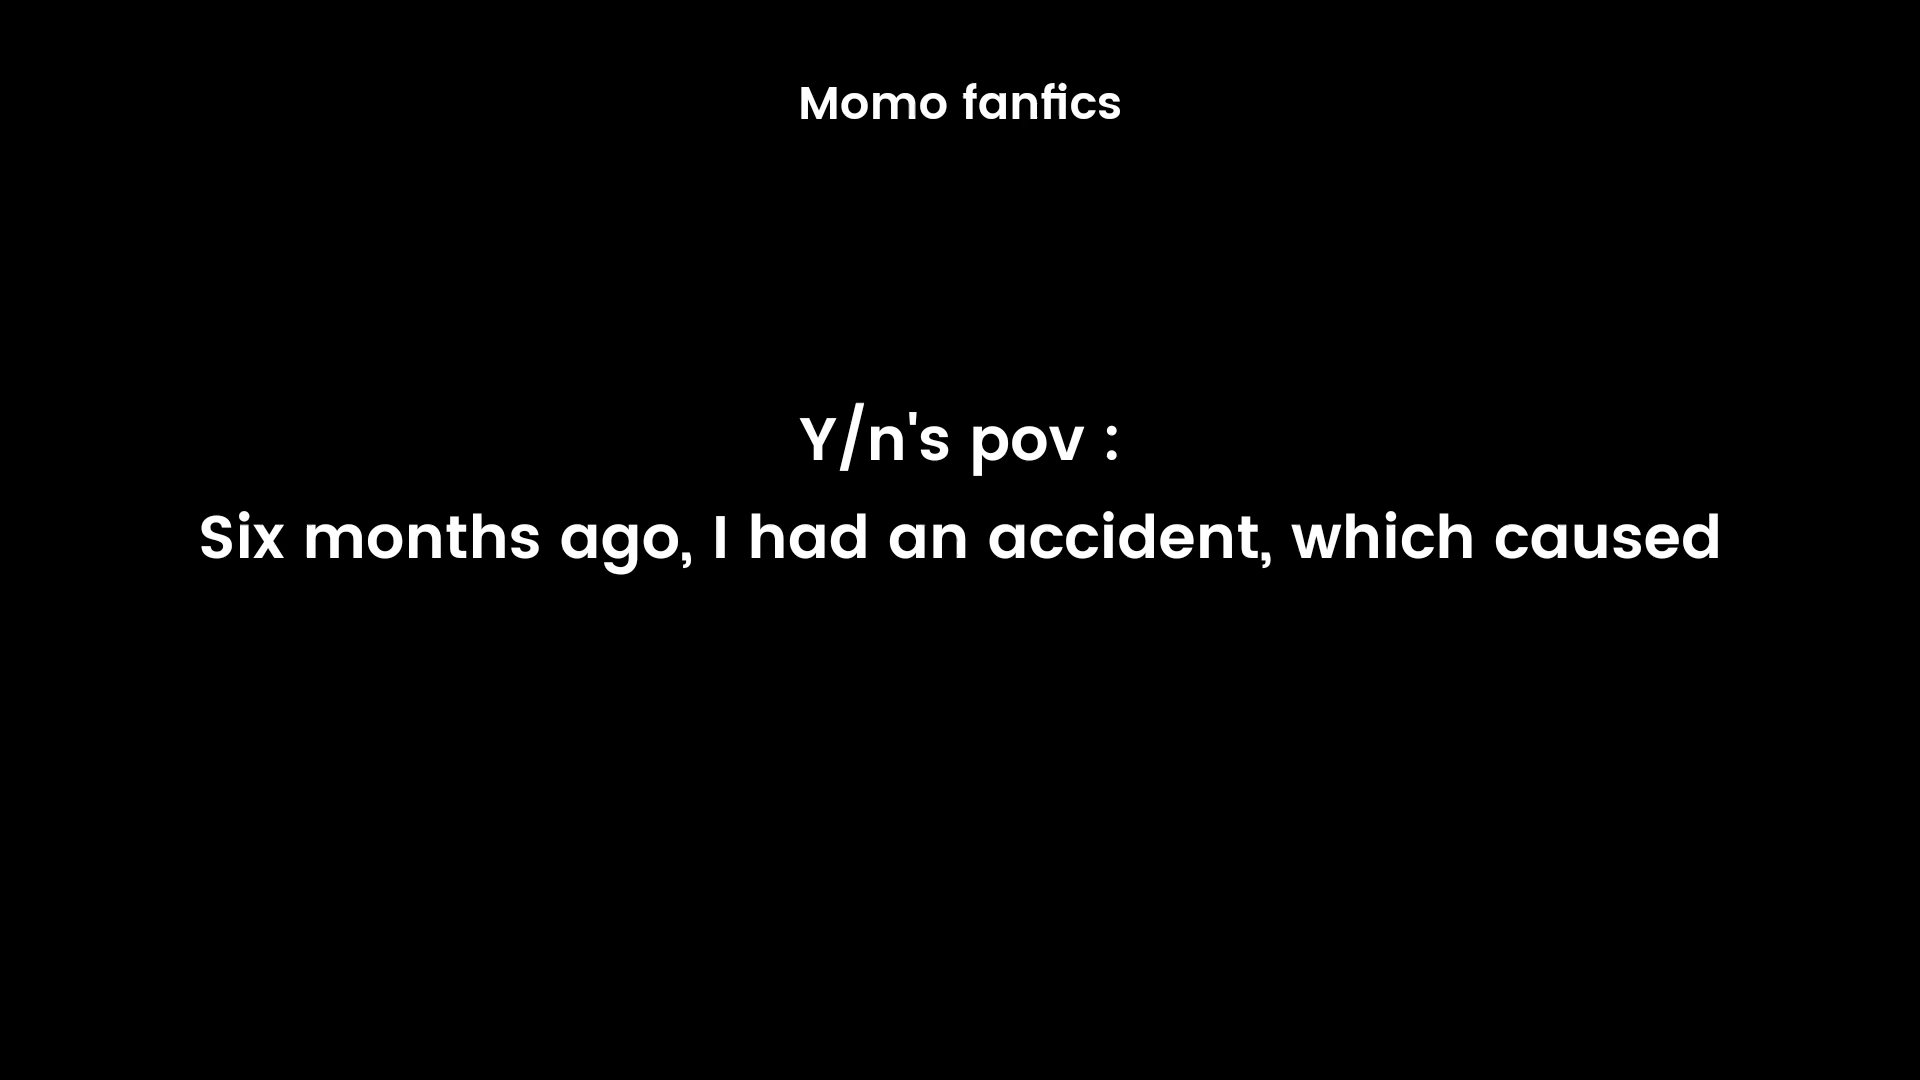 Momo fanfics
Y/n's pov :
Six months ago, I had an accident, which caused